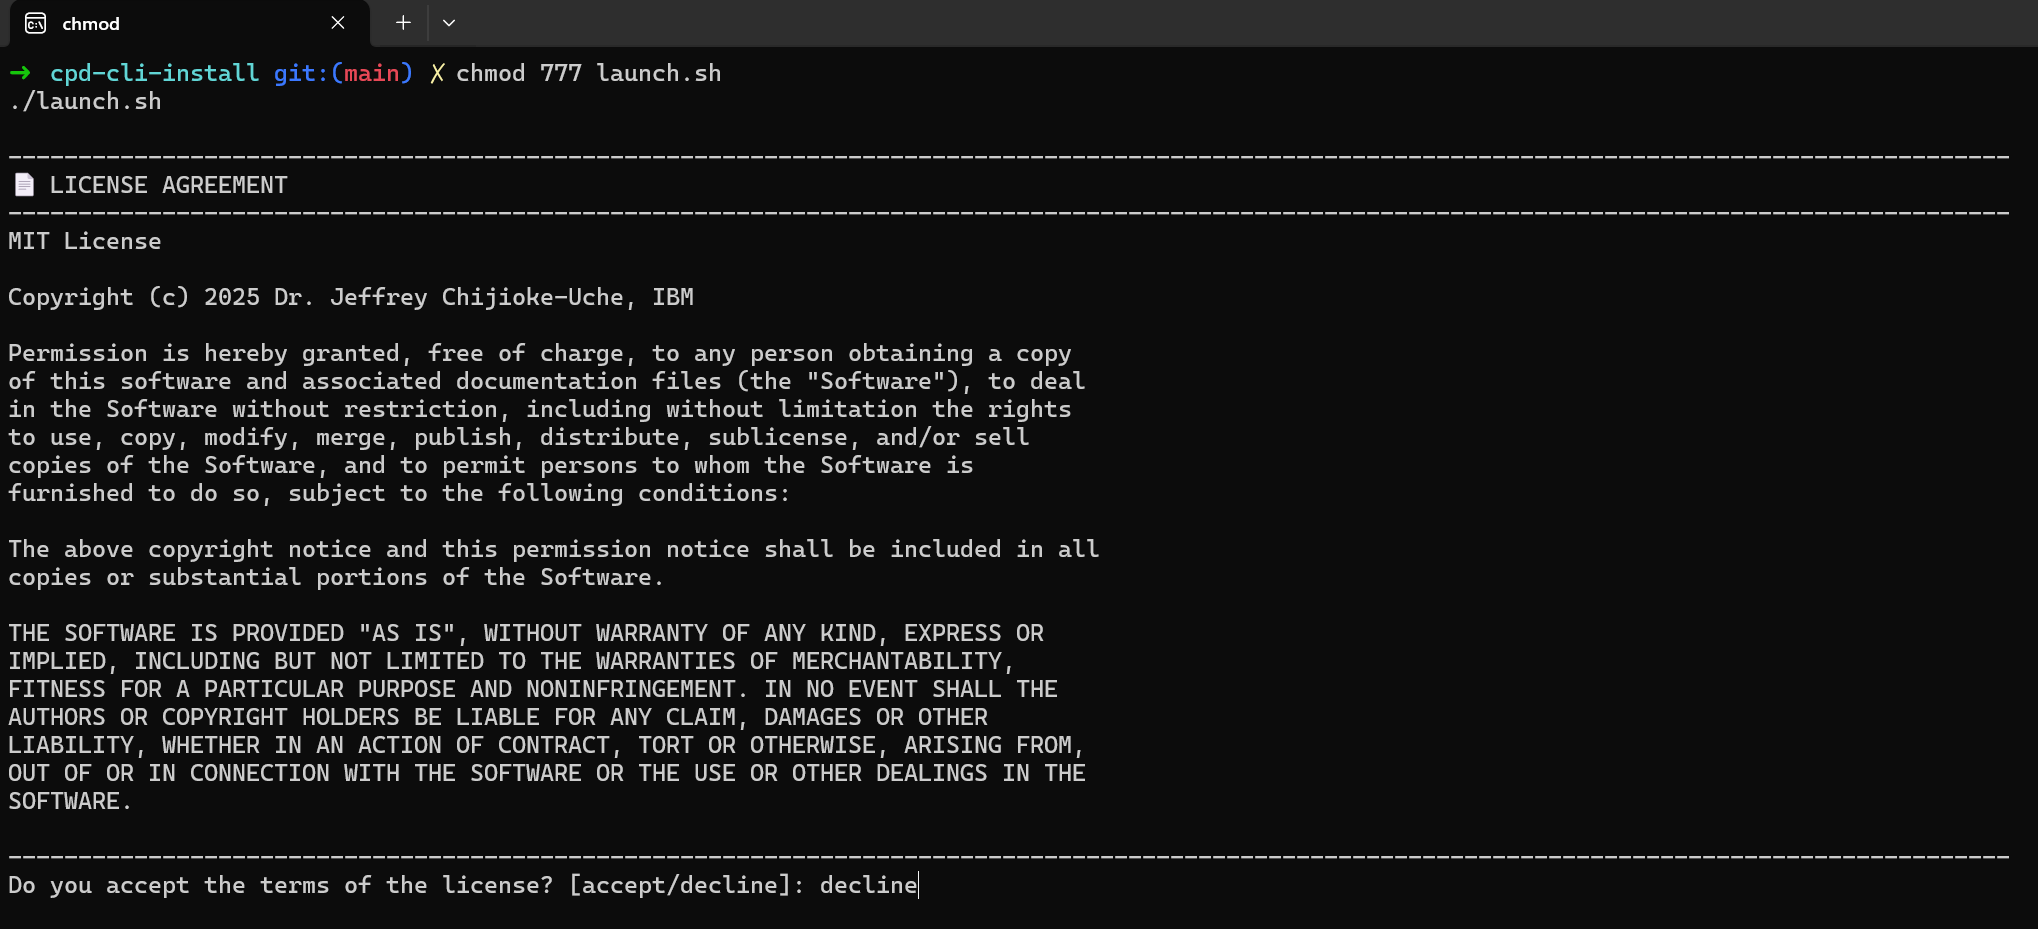 chmod
➜ cpd-cli-install git:(main) ✗ chmod 777 launch.sh
./launch.sh
-----------------------------------------------------------------------------------------------------------------------------------------------
📄 LICENSE AGREEMENT
-----------------------------------------------------------------------------------------------------------------------------------------------
MIT License
Copyright (c) 2025 Dr. Jeffrey Chijioke-Uche, IBM
Permission is hereby granted, free of charge, to any person obtaining a copy
of this software and associated documentation files (the "Software"), to deal
in the Software without restriction, including without limitation the rights
to use, copy, modify, merge, publish, distribute, sublicense, and/or sell
copies of the Software, and to permit persons to whom the Software is
furnished to do so, subject to the following conditions:
The above copyright notice and this permission notice shall be included in all
copies or substantial portions of the Software.
THE SOFTWARE IS PROVIDED "AS IS", WITHOUT WARRANTY OF ANY KIND, EXPRESS OR
IMPLIED, INCLUDING BUT NOT LIMITED TO THE WARRANTIES OF MERCHANTABILITY,
FITNESS FOR A PARTICULAR PURPOSE AND NONINFRINGEMENT. IN NO EVENT SHALL THE
AUTHORS OR COPYRIGHT HOLDERS BE LIABLE FOR ANY CLAIM, DAMAGES OR OTHER
LIABILITY, WHETHER IN AN ACTION OF CONTRACT, TORT OR OTHERWISE, ARISING FROM,
OUT OF OR IN CONNECTION WITH THE SOFTWARE OR THE USE OR OTHER DEALINGS IN THE
SOFTWARE.
-----------------------------------------------------------------------------------------------------------------------------------------------
Do you accept the terms of the license? [accept/decline]: decline